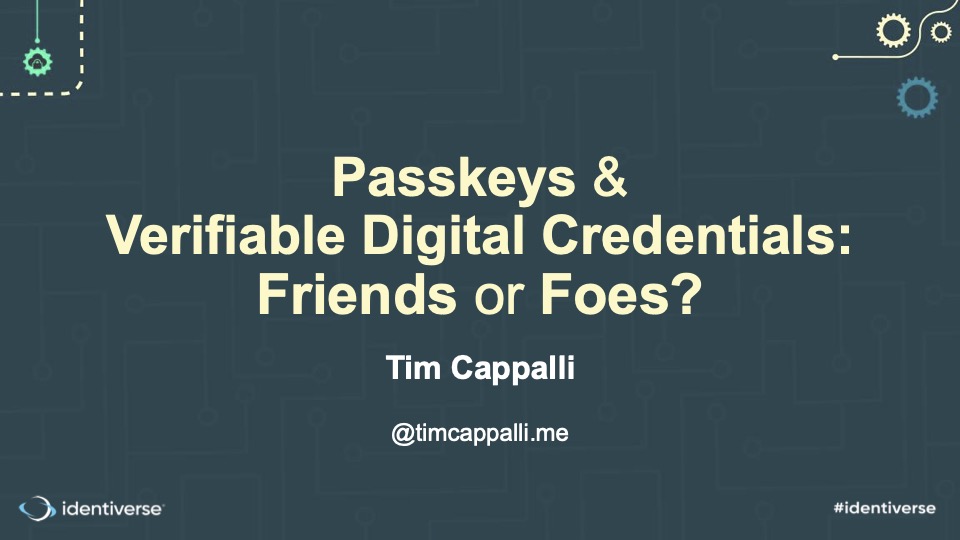 Passkeys &
Verifiable Digital Credentials:
Friends or Foes?
Tim Cappalli
@timcappalli.me
identiverse
#identiverse